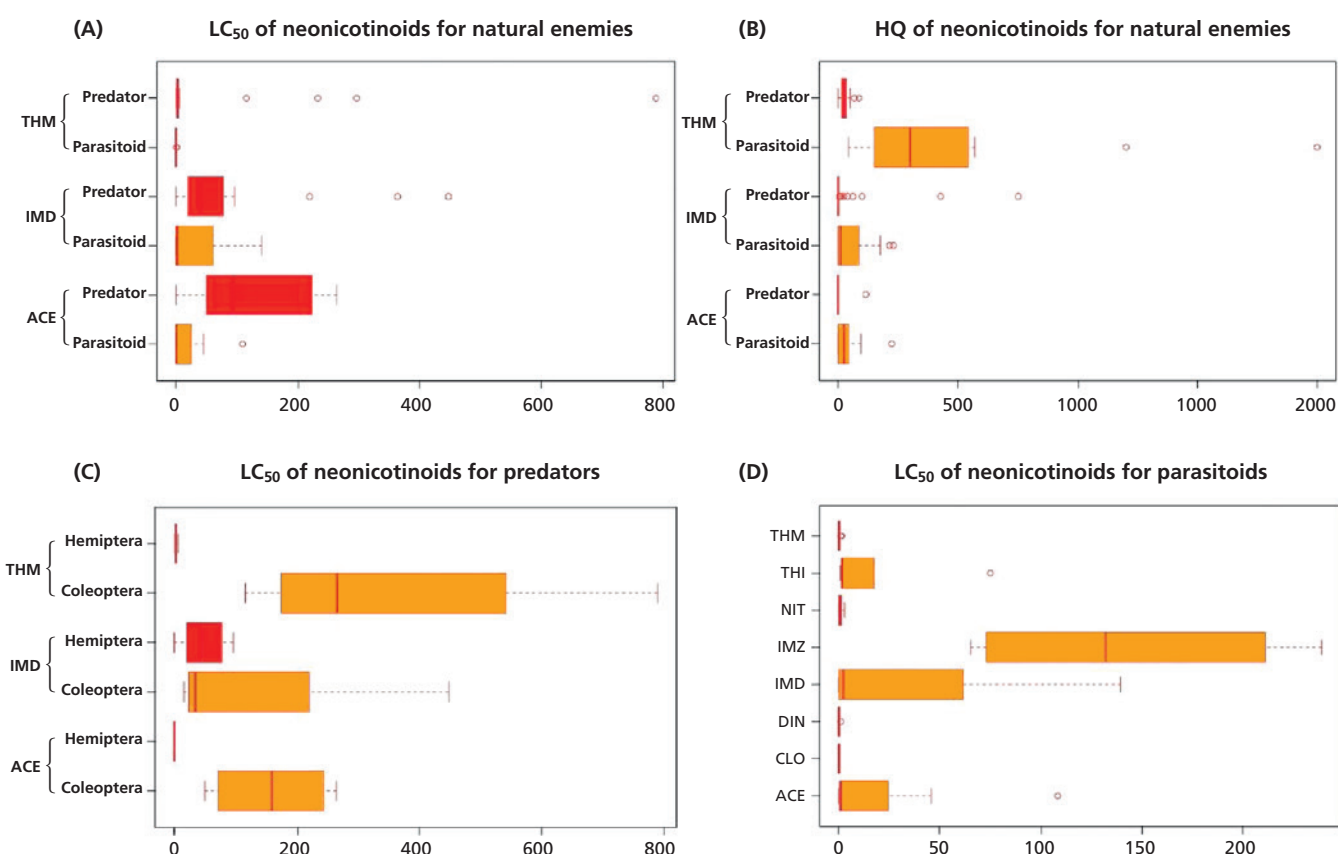 (A) LC50 of neonicotinoids for natural enemies
THM
Predator
Parasitoid
IMD
Predator
Parasitoid
ACE
Predator
Parasitoid
0 200 400 600 800
(B) HQ of neonicotinoids for natural enemies
THM
Predator
Parasitoid
IMD
Predator
Parasitoid
ACE
Predator
Parasitoid
0 500 1000 1000 2000
(C) LC50 of neonicotinoids for predators
THM
Hemiptera
Coleoptera
IMD
Hemiptera
Coleoptera
ACE
Hemiptera
Coleoptera
0 200 400 600 800
(D) LC50 of neonicotinoids for parasitoids
THM
THI
NIT
IMZ
IMD
DIN
CLO
ACE
0 50 100 150 200